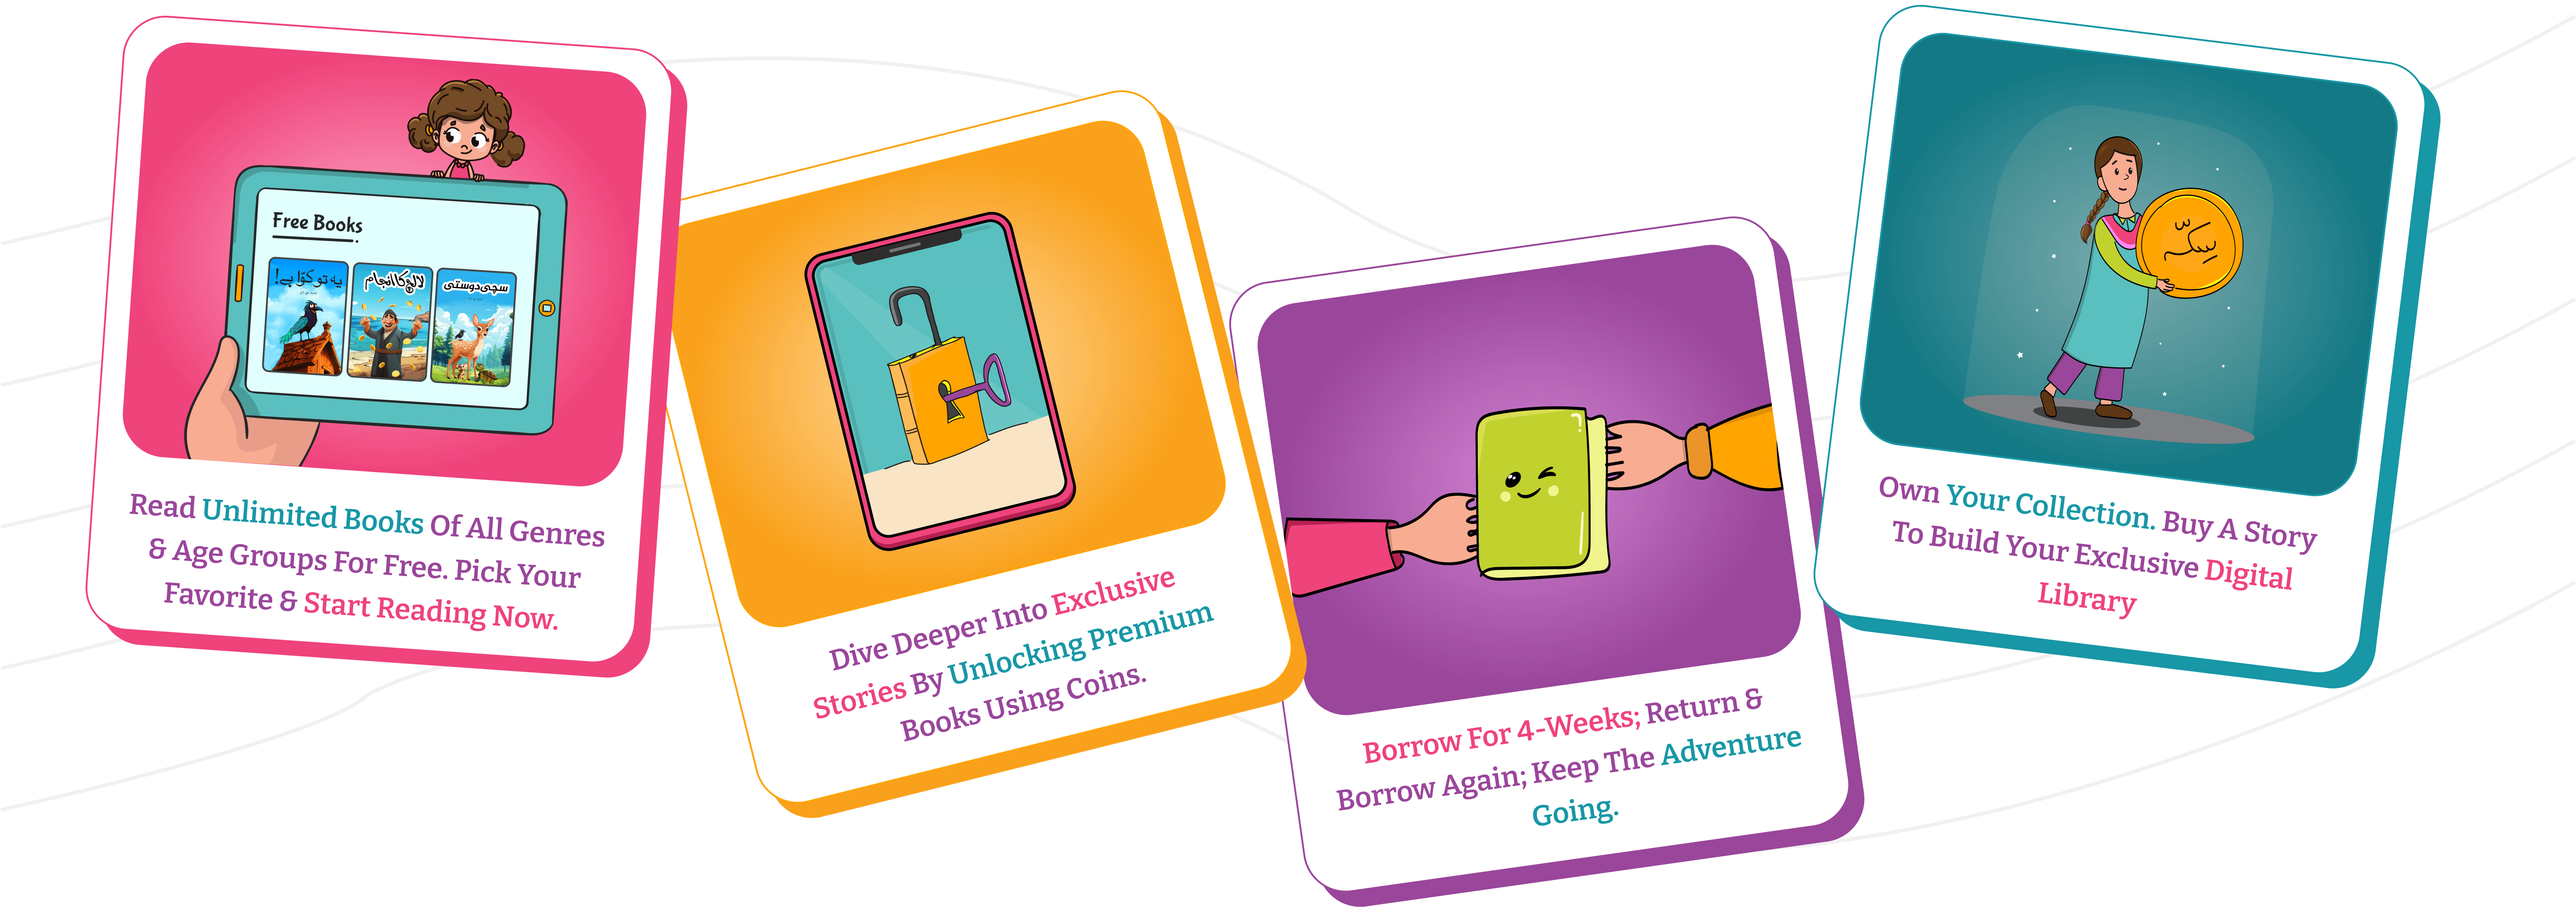 Free Books
یہ تو کوّا ہے!
لالچ کا انجام
سچی دوستی
Read Unlimited Books Of All Genres
& Age Groups For Free. Pick Your
Favorite & Start Reading Now.
Dive Deeper Into Exclusive
Stories By Unlocking Premium
Books Using Coins.
Borrow For 4-Weeks; Return &
Borrow Again; Keep The Adventure
Going.
سکّہ
Own Your Collection. Buy A Story
To Build Your Exclusive Digital
Library